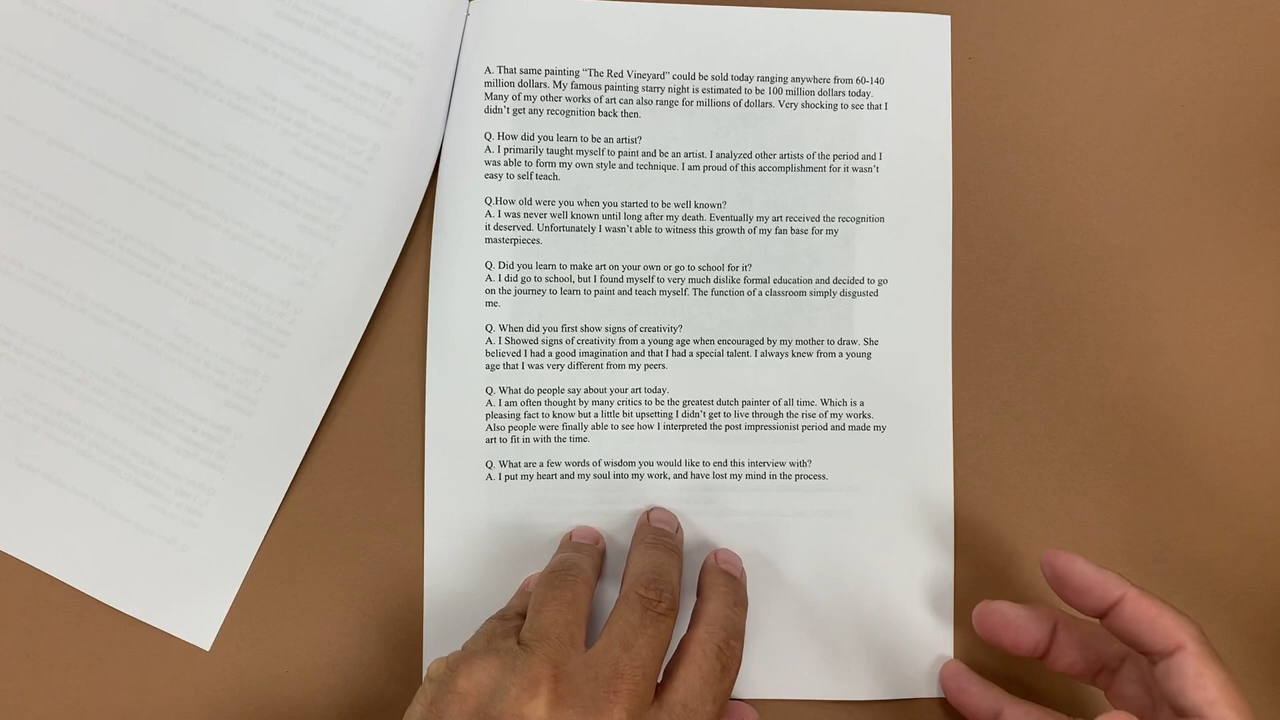 A. That same painting “The Red Vineyard” could be sold today ranging anywhere from 60-140
million dollars. My famous painting starry night is estimated to be 100 million dollars today.
Many of my other works of art can also range for millions of dollars. Very shocking to see that I
didn’t get any recognition back then.
Q. How did you learn to be an artist?
A. I primarily taught myself to paint and be an artist. I analyzed other artists of the period and I
was able to form my own style and technique. I am proud of this accomplishment for it wasn’t
easy to self teach.
Q.How old were you when you started to be well known?
A. I was never well known until long after my death. Eventually my art received the recognition
it deserved. Unfortunately I wasn’t able to witness this growth of my fan base for my
masterpieces.
Q. Did you learn to make art on your own or go to school for it?
A. I did go to school, but I found myself to very much dislike formal education and decided to go
on the journey to learn to paint and teach myself. The function of a classroom simply disgusted
me.
Q. When did you first show signs of creativity?
A. I Showed signs of creativity from a young age when encouraged by my mother to draw. She
believed I had a good imagination and that I had a special talent. I always knew from a young
age that I was very different from my peers.
Q. What do people say about your art today.
A. I am often thought by many critics to be the greatest dutch painter of all time. Which is a
pleasing fact to know but a little bit upsetting I didn’t get to live through the rise of my works.
Also people were finally able to see how I interpreted the post impressionist period and made my
art to fit in with the time.
Q. What are a few words of wisdom you would like to end this interview with?
A. I put my heart and my soul into my work, and have lost my mind in the process.